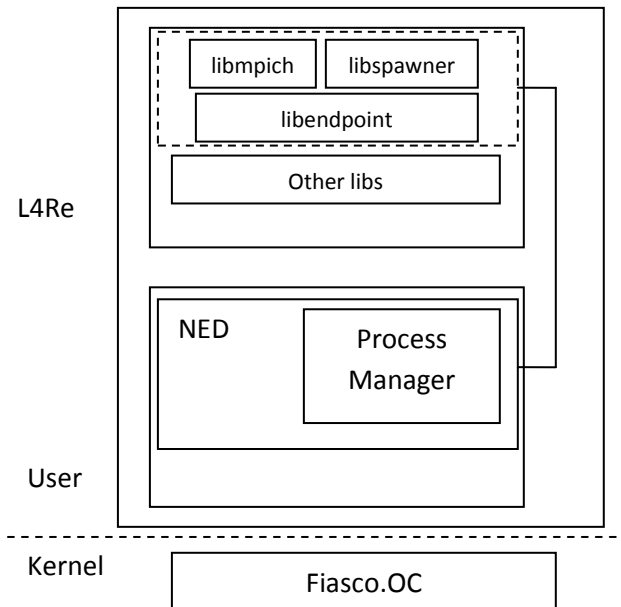 libmpich
libspawner
libendpoint
Other libs
L4Re
NED
Process
Manager
User
Kernel
Fiasco.OC